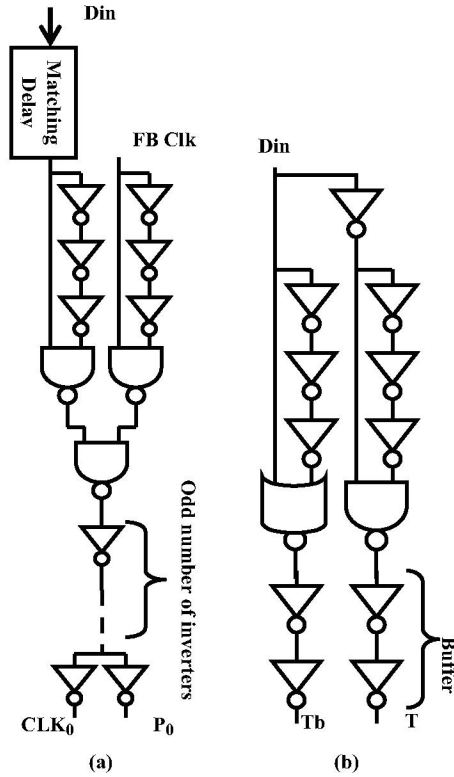 Din
Matching
Delay
FB Clk
Odd number of inverters
CLK0
P0
(a)
Din
Buffer
Tb
T
(b)